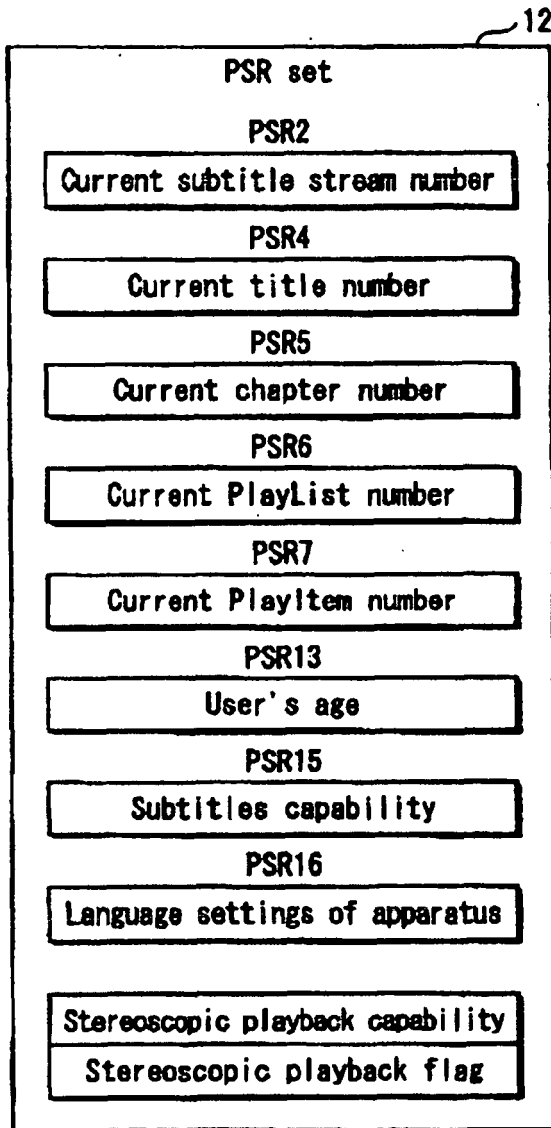 12
PSR set
PSR2
Current subtitle stream number
PSR4
Current title number
PSR5
Current chapter number
PSR6
Current PlayList number
PSR7
Current PlayItem number
PSR13
User's age
PSR15
Subtitles capability
PSR16
Language settings of apparatus
Stereoscopic playback capability
Stereoscopic playback flag